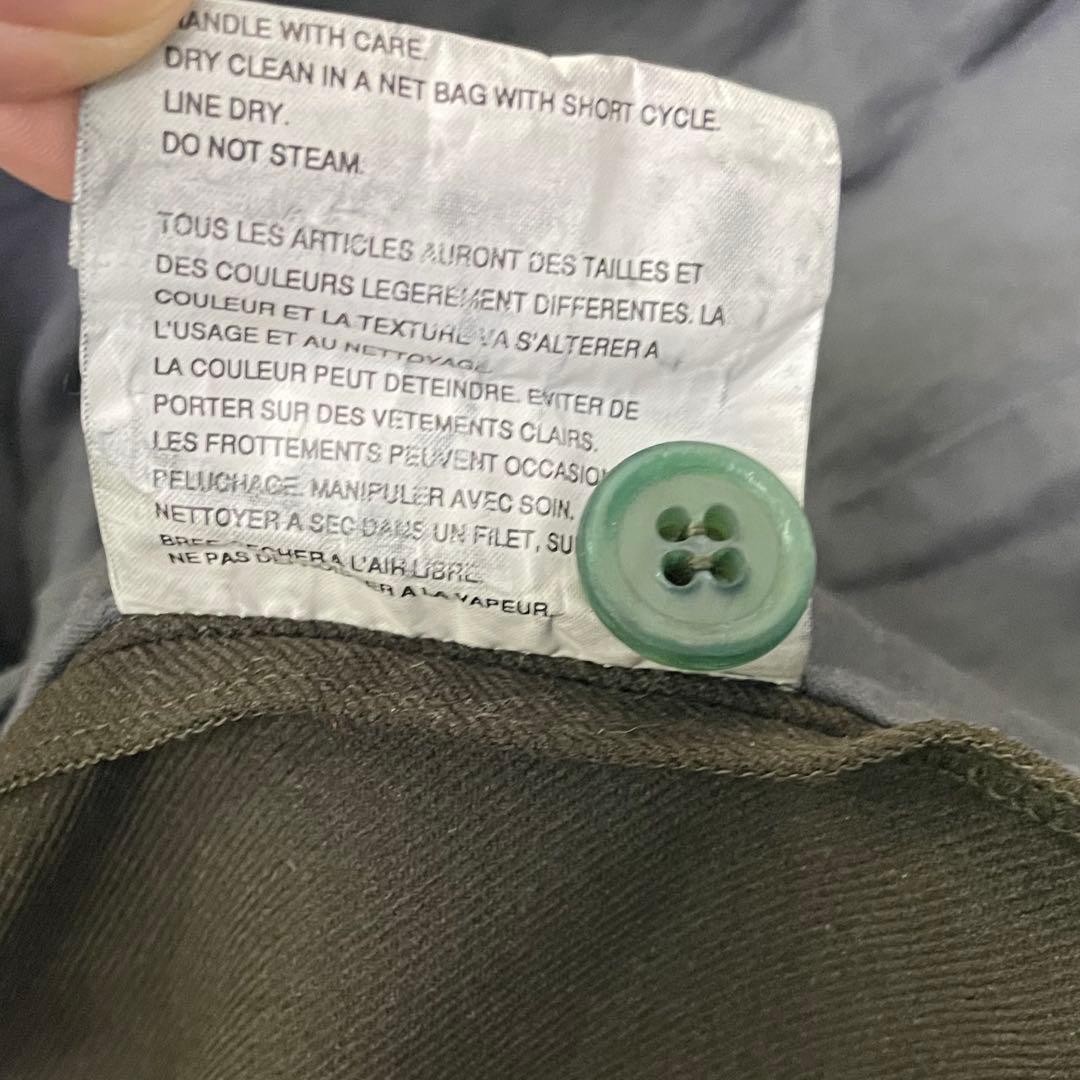 HANDLE WITH CARE.
DRY CLEAN IN A NET BAG WITH SHORT CYCLE.
LINE DRY.
DO NOT STEAM.
TOUS LES ARTICLES AURONT DES TAILLES ET
DES COULEURS LEGEREMENT DIFFERENTES. LA
COULEUR ET LA TEXTURE VA S'ALTERER A
L'USAGE ET AU NETTOYAGE.
LA COULEUR PEUT DETEINDRE. EVITER DE
PORTER SUR DES VETEMENTS CLAIRS.
LES FROTTEMENTS PEUVENT OCCASION
PELUCHAGE. MANIPULER AVEC SOIN.
NETTOYER A SEC DANS UN FILET, SU
A L'AIR LIBRE.
NE PAS A LA VAPEUR.